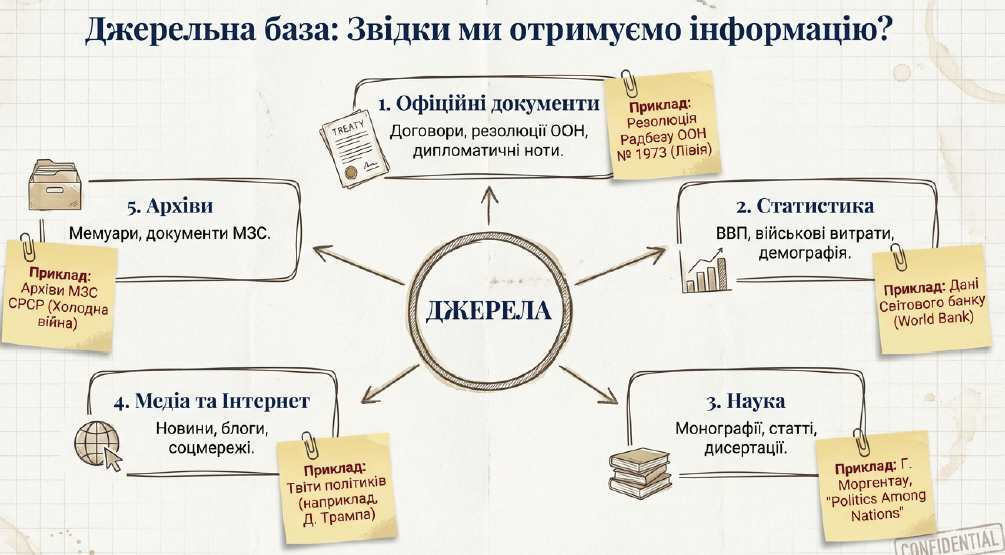 Джерельна база: Звідки ми отримуємо інформацію?
1. Офіційні документи
TREATY
Договори, резолюції ООН,
дипломатичні ноти.
Приклад:
Резолюція
Радбезу ООН
№ 1973 (Лівія)
2. Статистика
ВВП, військові витрати,
демографія.
Приклад: Дані
Світового банку
(World Bank)
3. Наука
Монографії, статті,
дисертації.
Приклад: Г.
Моргентау,
"Politics Among
Nations"
4. Медіа та Інтернет
Новини, блоги,
соцмережі.
Приклад:
Твіти політиків
(наприклад,
Д. Трампа)
5. Архіви
Мемуари, документи МЗС.
Приклад:
Архіви МЗС
СРСР (Холодна
війна)
ДЖЕРЕЛА
CONFIDENTIAL